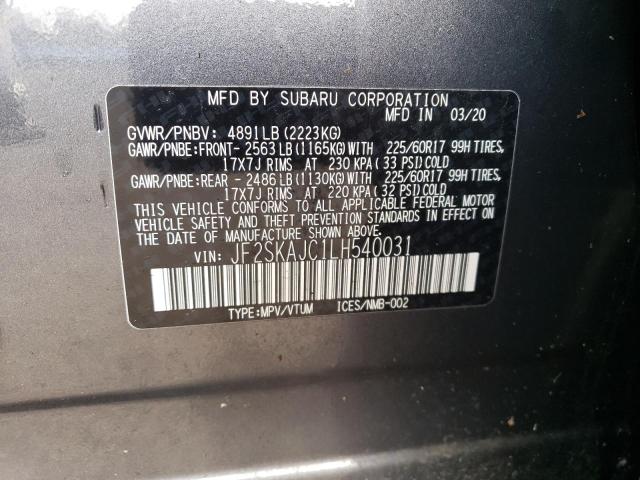 MFD BY SUBARU CORPORATION
MFD IN 03/20
GVWR/PNBV: 4891LB(2223KG)
GAWR/PNBE:FRONT- 2563LB(1165KG)WITH 225/60R17 99H TIRES,
17X7J RIMS AT 230 KPA(33 PSI)COLD
GAWR/PNBE:REAR - 2486LB(1130KG)WITH 225/60R17 99H TIRES,
17X7J RIMS AT 220 KPA(32 PSI)COLD
THIS VEHICLE CONFORMS TO ALL APPLICABLE FEDERAL MOTOR
VEHICLE SAFETY AND THEFT PREVENTION STANDARDS IN EFFECT
ON THE DATE OF MANUFACTURE SHOWN ABOVE.
VIN: JF2SKAJC1LH540031
TYPE:MPV/VTUM ICES/NMB-002